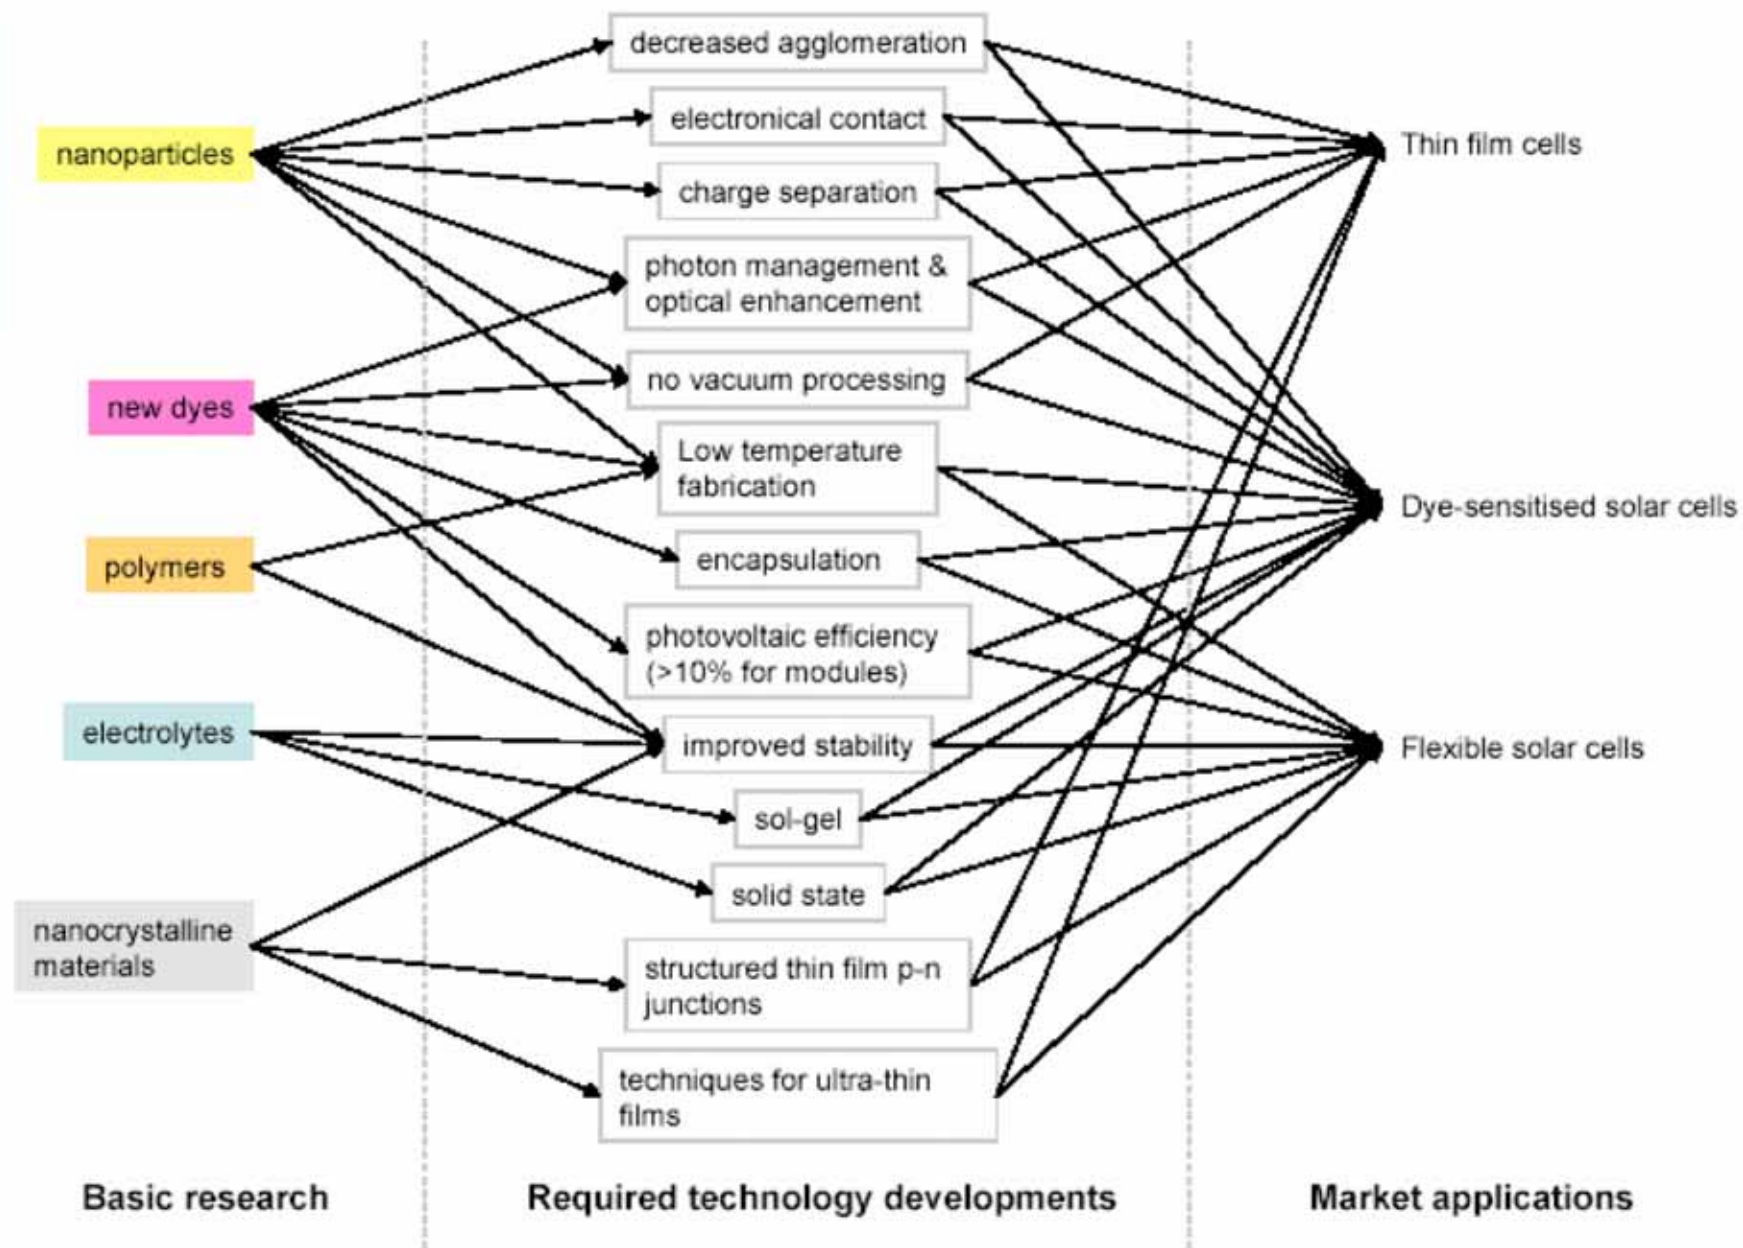 nanoparticles
new dyes
polymers
electrolytes
nanocrystalline
materials
Basic research
decreased agglomeration
electronical contact
charge separation
photon management &
optical enhancement
no vacuum processing
Low temperature
fabrication
encapsulation
photovoltaic efficiency
(>10% for modules)
improved stability
sol-gel
solid state
structured thin film p-n
junctions
techniques for ultra-thin
films
Required technology developments
Thin film cells
Dye-sensitised solar cells
Flexible solar cells
Market applications